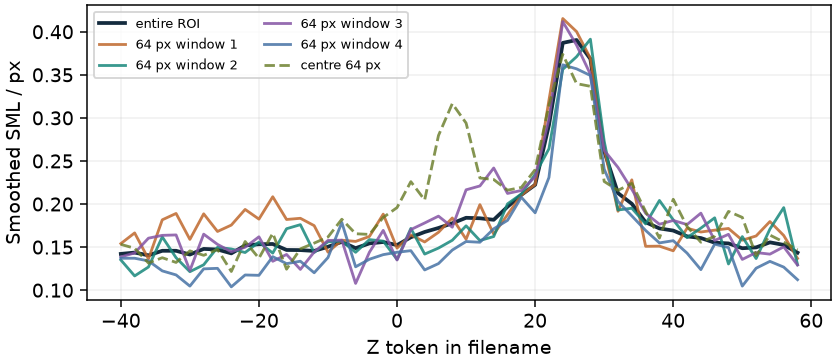 entire ROI
64 px window 1
64 px window 2
64 px window 3
64 px window 4
centre 64 px
Smoothed SML / px
0.40
0.35
0.30
0.25
0.20
0.15
0.10
−40 −20 0 20 40 60
Z token in filename